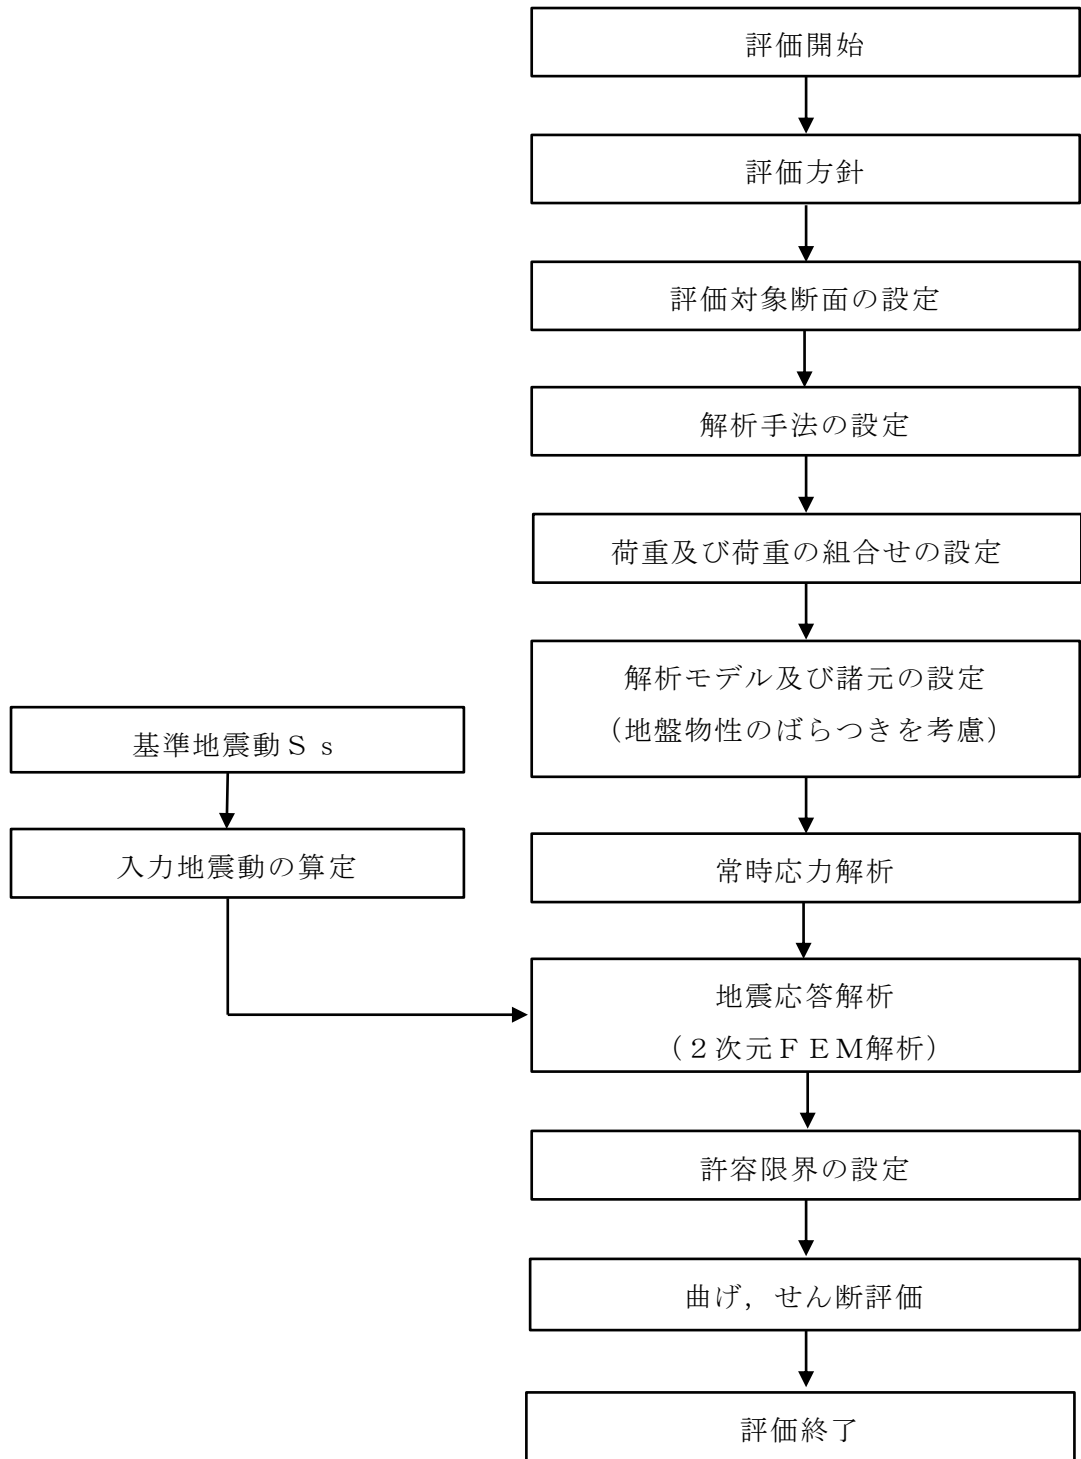 評価開始
評価方針
評価対象断面の設定
解析手法の設定
荷重及び荷重の組合せの設定
解析モデル及び諸元の設定
（地盤物性のばらつきを考慮）
基準地震動Ｓｓ
入力地震動の算定
常時応力解析
地震応答解析
（２次元ＦＥＭ解析）
許容限界の設定
曲げ，せん断評価
評価終了